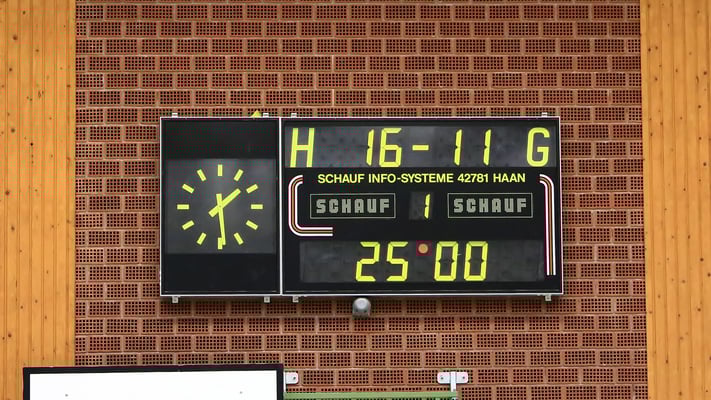 H 16-11 G
SCHAUF INFO-SYSTEME 42781 HAAN
SCHAUF 1 SCHAUF
25:00